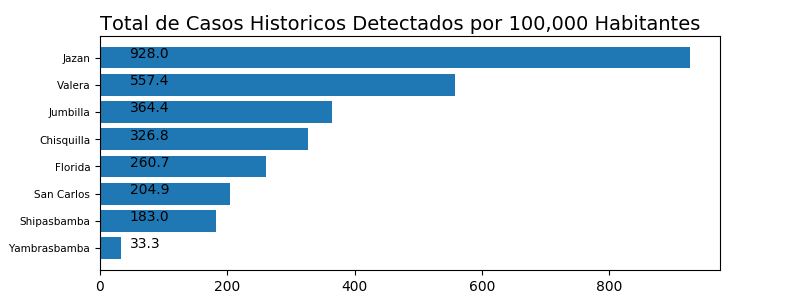 Total de Casos Historicos Detectados por 100,000 Habitantes
Jazan 928.0
Valera 557.4
Jumbilla 364.4
Chisquilla 326.8
Florida 260.7
San Carlos 204.9
Shipasbamba 183.0
Yambrasbamba 33.3
0 200 400 600 800